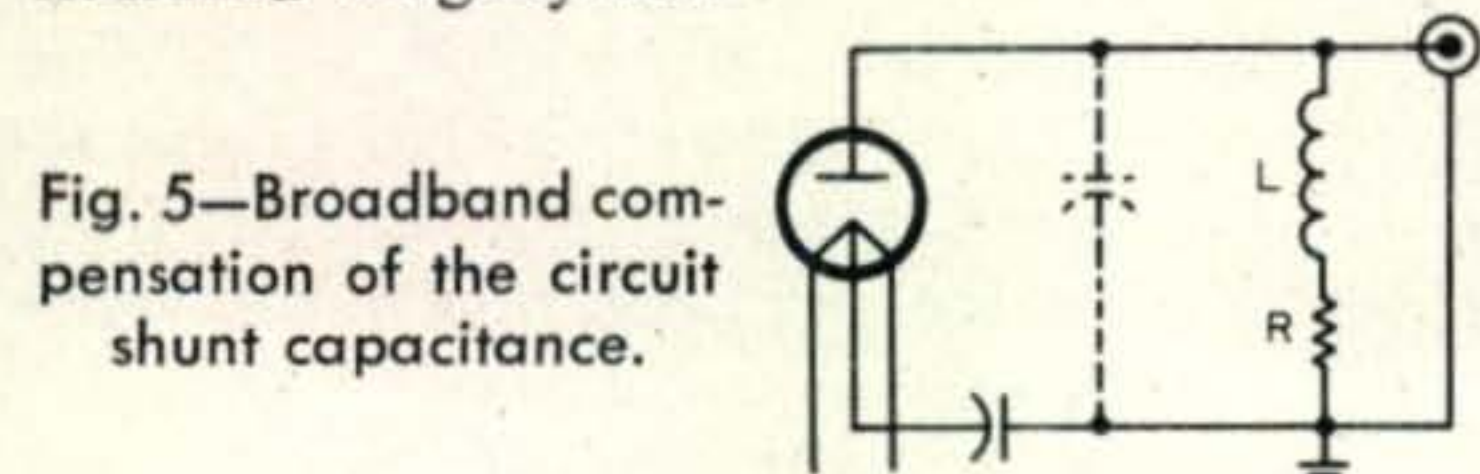 Fig. 5—Broadband com-
pensation of the circuit
shunt capacitance.
L
R